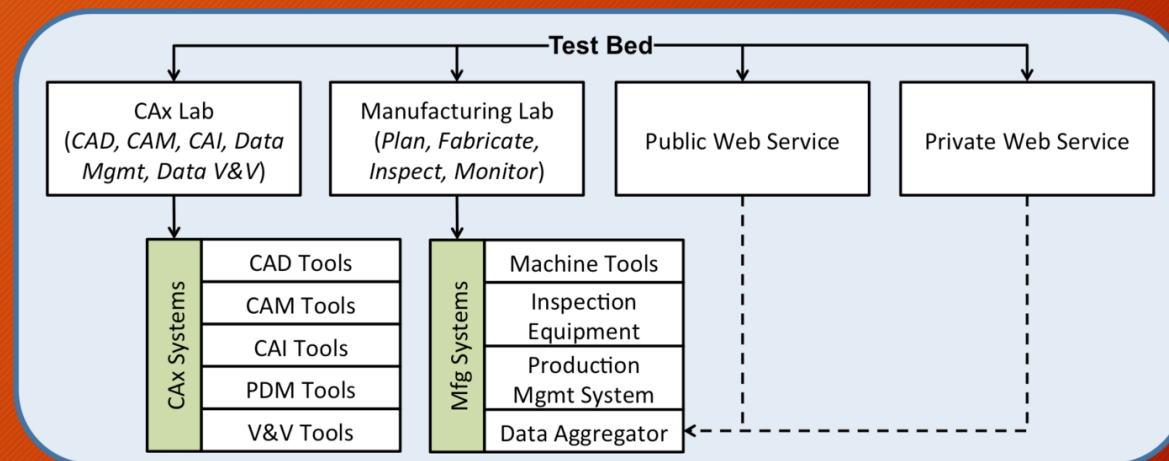 Test Bed
CAx Lab
(CAD, CAM, CAI, Data
Mgmt, Data V&V)
Manufacturing Lab
(Plan, Fabricate,
Inspect, Monitor)
Public Web Service
Private Web Service
CAx Systems
CAD Tools
CAM Tools
CAI Tools
PDM Tools
V&V Tools
Mfg Systems
Machine Tools
Inspection
Equipment
Production
Mgmt System
Data Aggregator